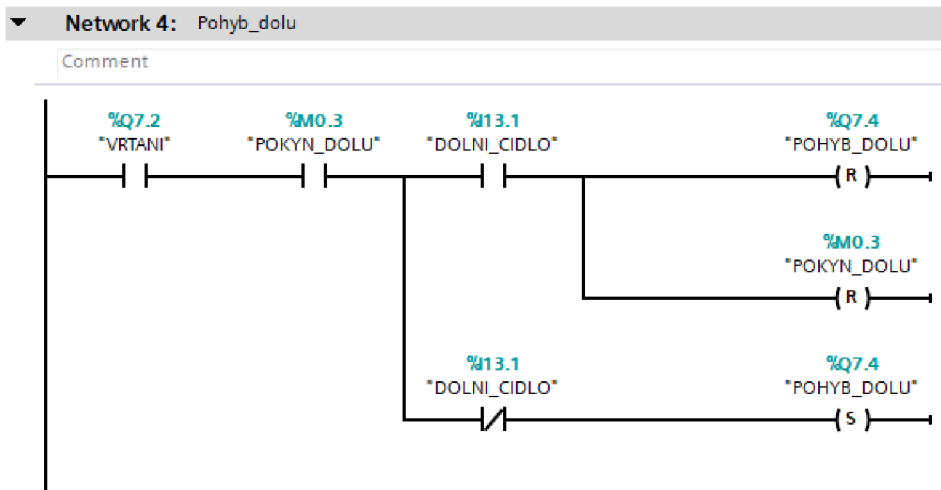 Network 4: Pohyb_dolu
Comment
%Q7.2 %M0.3 %I13.1 %Q7.4
"VRTANI" "POKYN_DOLU" "DOLNI_CIDLO" "POHYB_DOLU"
R
%M0.3
"POKYN_DOLU"
R
%I13.1 %Q7.4
"DOLNI_CIDLO" "POHYB_DOLU"
S